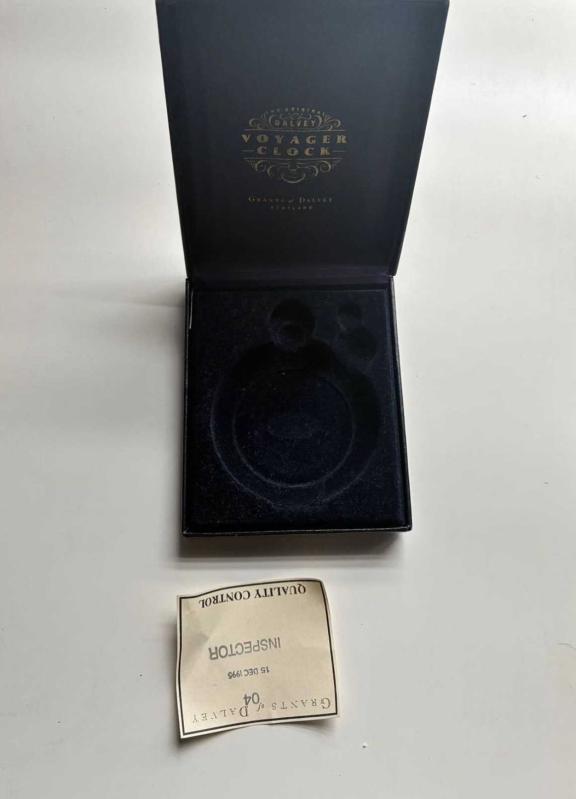 THE ORIGINAL
DALVEY
VOYAGER
CLOCK
GRANTS of DALVEY
SCOTLAND
QUALITY CONTROL
INSPECTOR
15 DEC 1995
04
GRANTS of DALVEY